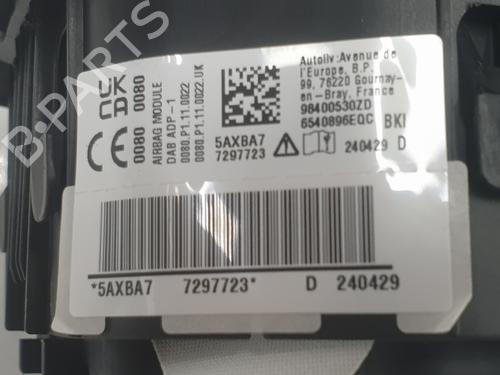 B-PARTS
UK
CA
0080 0080
CE
AIRBAG MODULE
DAB ADP-1
0080.P1.11.0022
0080.P1.11.0022.UK
5AXBA7
7297723
Autoliv:Avenue de
l'Europe, B.P.
99, 76220 Gournay-
en-Bray, France
98400530ZD
6540896EQC BKI
240429 D
*5AXBA7 7297723* D 240429